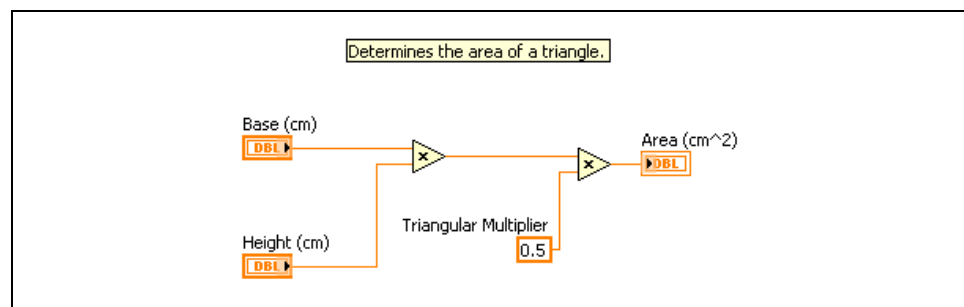 Determines the area of a triangle.
Base (cm)
DBL
x
Area (cm^2)
x
DBL
Triangular Multiplier
0.5
Height (cm)
DBL